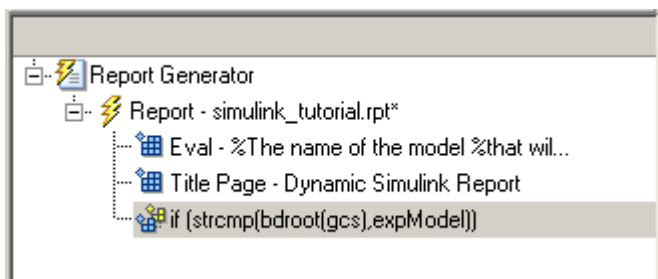 Report Generator
Report - simulink_tutorial.rpt*
Eval - %The name of the model %that wil...
Title Page - Dynamic Simulink Report
if (strcmp(bdroot(gcs),expModel))